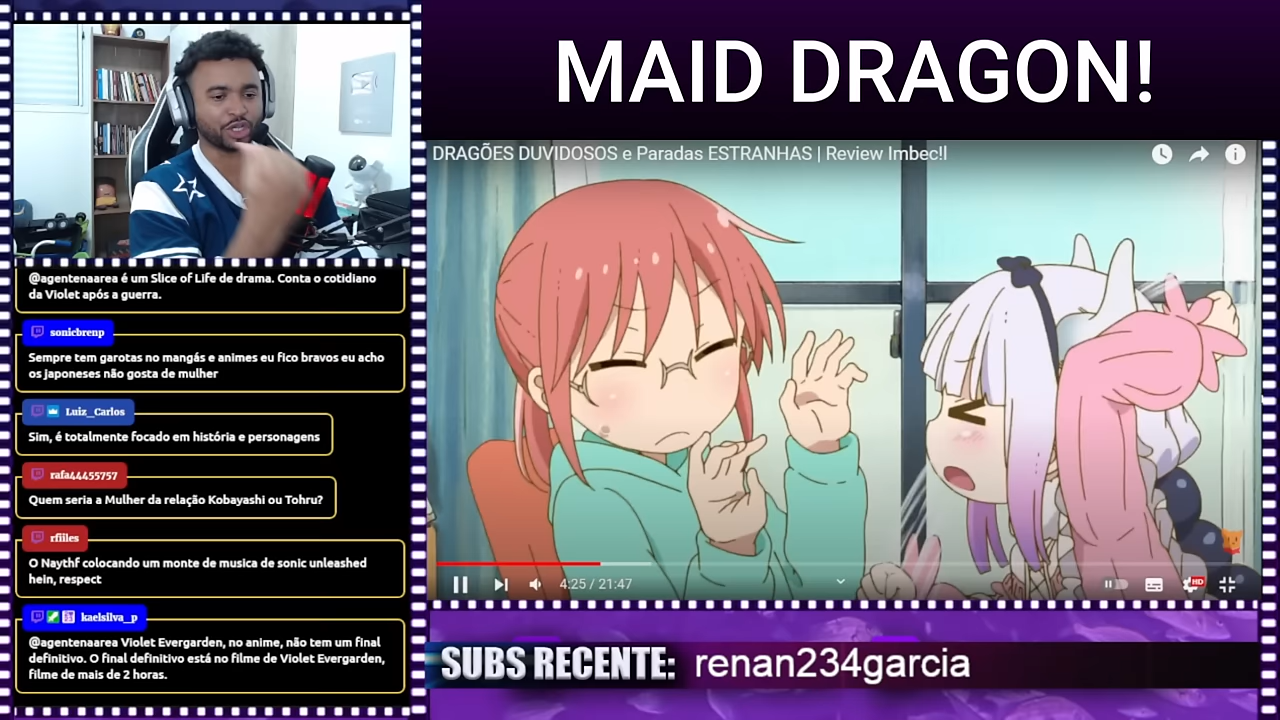 MAID DRAGON!
DRAGÕES DUVIDOSOS e Paradas ESTRANHAS | Review Imbec!l
@agentenaarea é um Slice of Life de drama. Conta o cotidiano
da Violet após a guerra.
sonicbrenp
Sempre tem garotas no mangás e animes eu fico bravos eu acho
os japoneses não gosta de mulher
Luiz_Carlos
Sim, é totalmente focado em história e personagens
rafa44455757
Quem seria a Mulher da relação Kobayashi ou Tohru?
rfiiles
O Naythf colocando um monte de musica de sonic unleashed
hein, respect
kaelsilva_p
@agentenaarea Violet Evergarden, no anime, não tem um final
definitivo. O final definitivo está no filme de Violet Evergarden,
filme de mais de 2 horas.
4:25 / 21:47
HD
SUBS RECENTE: renan234garcia